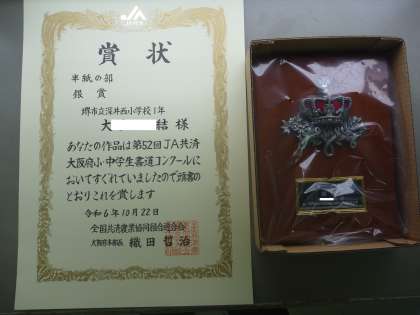 JA
賞状
半紙の部
銀賞
堺市立深井西小学校1年
大 結 様
あなたの作品は第52回JA共済
大阪府小・中学生書道コンクールに
おいてすぐれていましたので頭書の
とおりこれを賞します
令和6年10月22日
全国共済農業協同組合連合会
大阪府本部長 織田哲治